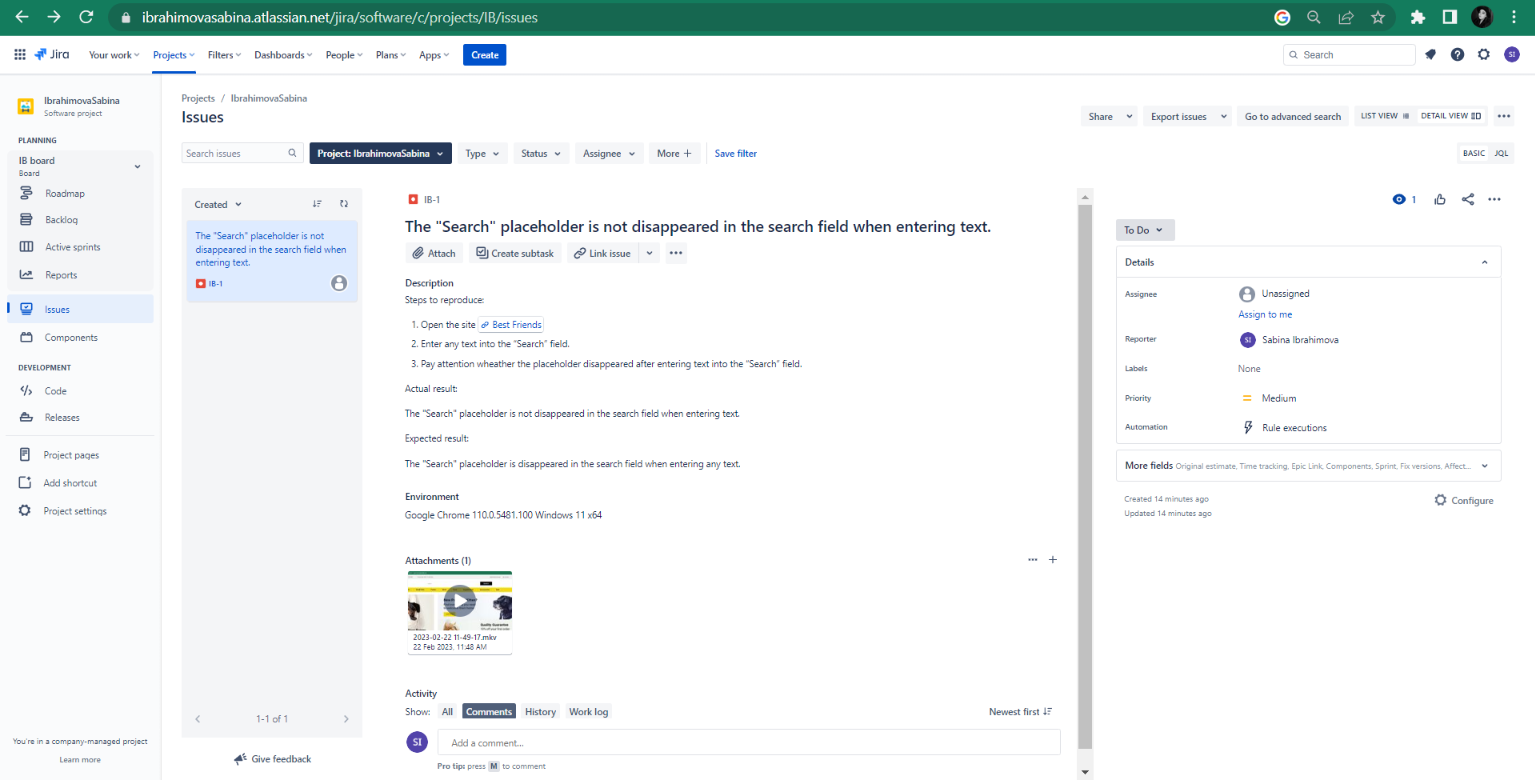 ibrahimovasabina.atlassian.net/jira/software/c/projects/IB/issues
Jira Your work Projects Filters Dashboards People Plans Apps Create Search SI
IbrahimovaSabina
Software project
PLANNING
IB board
Board
Roadmap
Backlog
Active sprints
Reports
Issues
Components
DEVELOPMENT
Code
Releases
Project pages
Add shortcut
Project settings
You're in a company-managed project
Learn more
Projects / IbrahimovaSabina
Issues
Share Export issues Go to advanced search LIST VIEW DETAIL VIEW
Search issues Project: IbrahimovaSabina Type Status Assignee More + Save filter BASIC JQL
Created
The "Search" placeholder is not
disappeared in the search field when
entering text.
IB-1
1-1 of 1
Give feedback
IB-1
The "Search" placeholder is not disappeared in the search field when entering text.
Attach Create subtask Link issue
Description
Steps to reproduce:
1. Open the site Best Friends
2. Enter any text into the "Search" field.
3. Pay attention wheather the placeholder disappeared after entering text into the "Search" field.
Actual result:
The "Search" placeholder is not disappeared in the search field when entering text.
Expected result:
The "Search" placeholder is disappeared in the search field when entering any text.
Environment
Google Chrome 110.0.5481.100 Windows 11 x64
Attachments (1)
2023-02-22 11-49-17.mkv
22 Feb 2023, 11:48 AM
Activity
Show: All Comments History Work log Newest first
SI Add a comment...
Pro tip: press M to comment
1
To Do
Details
Assignee Unassigned
Assign to me
Reporter SI Sabina Ibrahimova
Labels None
Priority Medium
Automation Rule executions
More fields Original estimate, Time tracking, Epic Link, Components, Sprint, Fix versions, Affect...
Created 14 minutes ago Configure
Updated 14 minutes ago